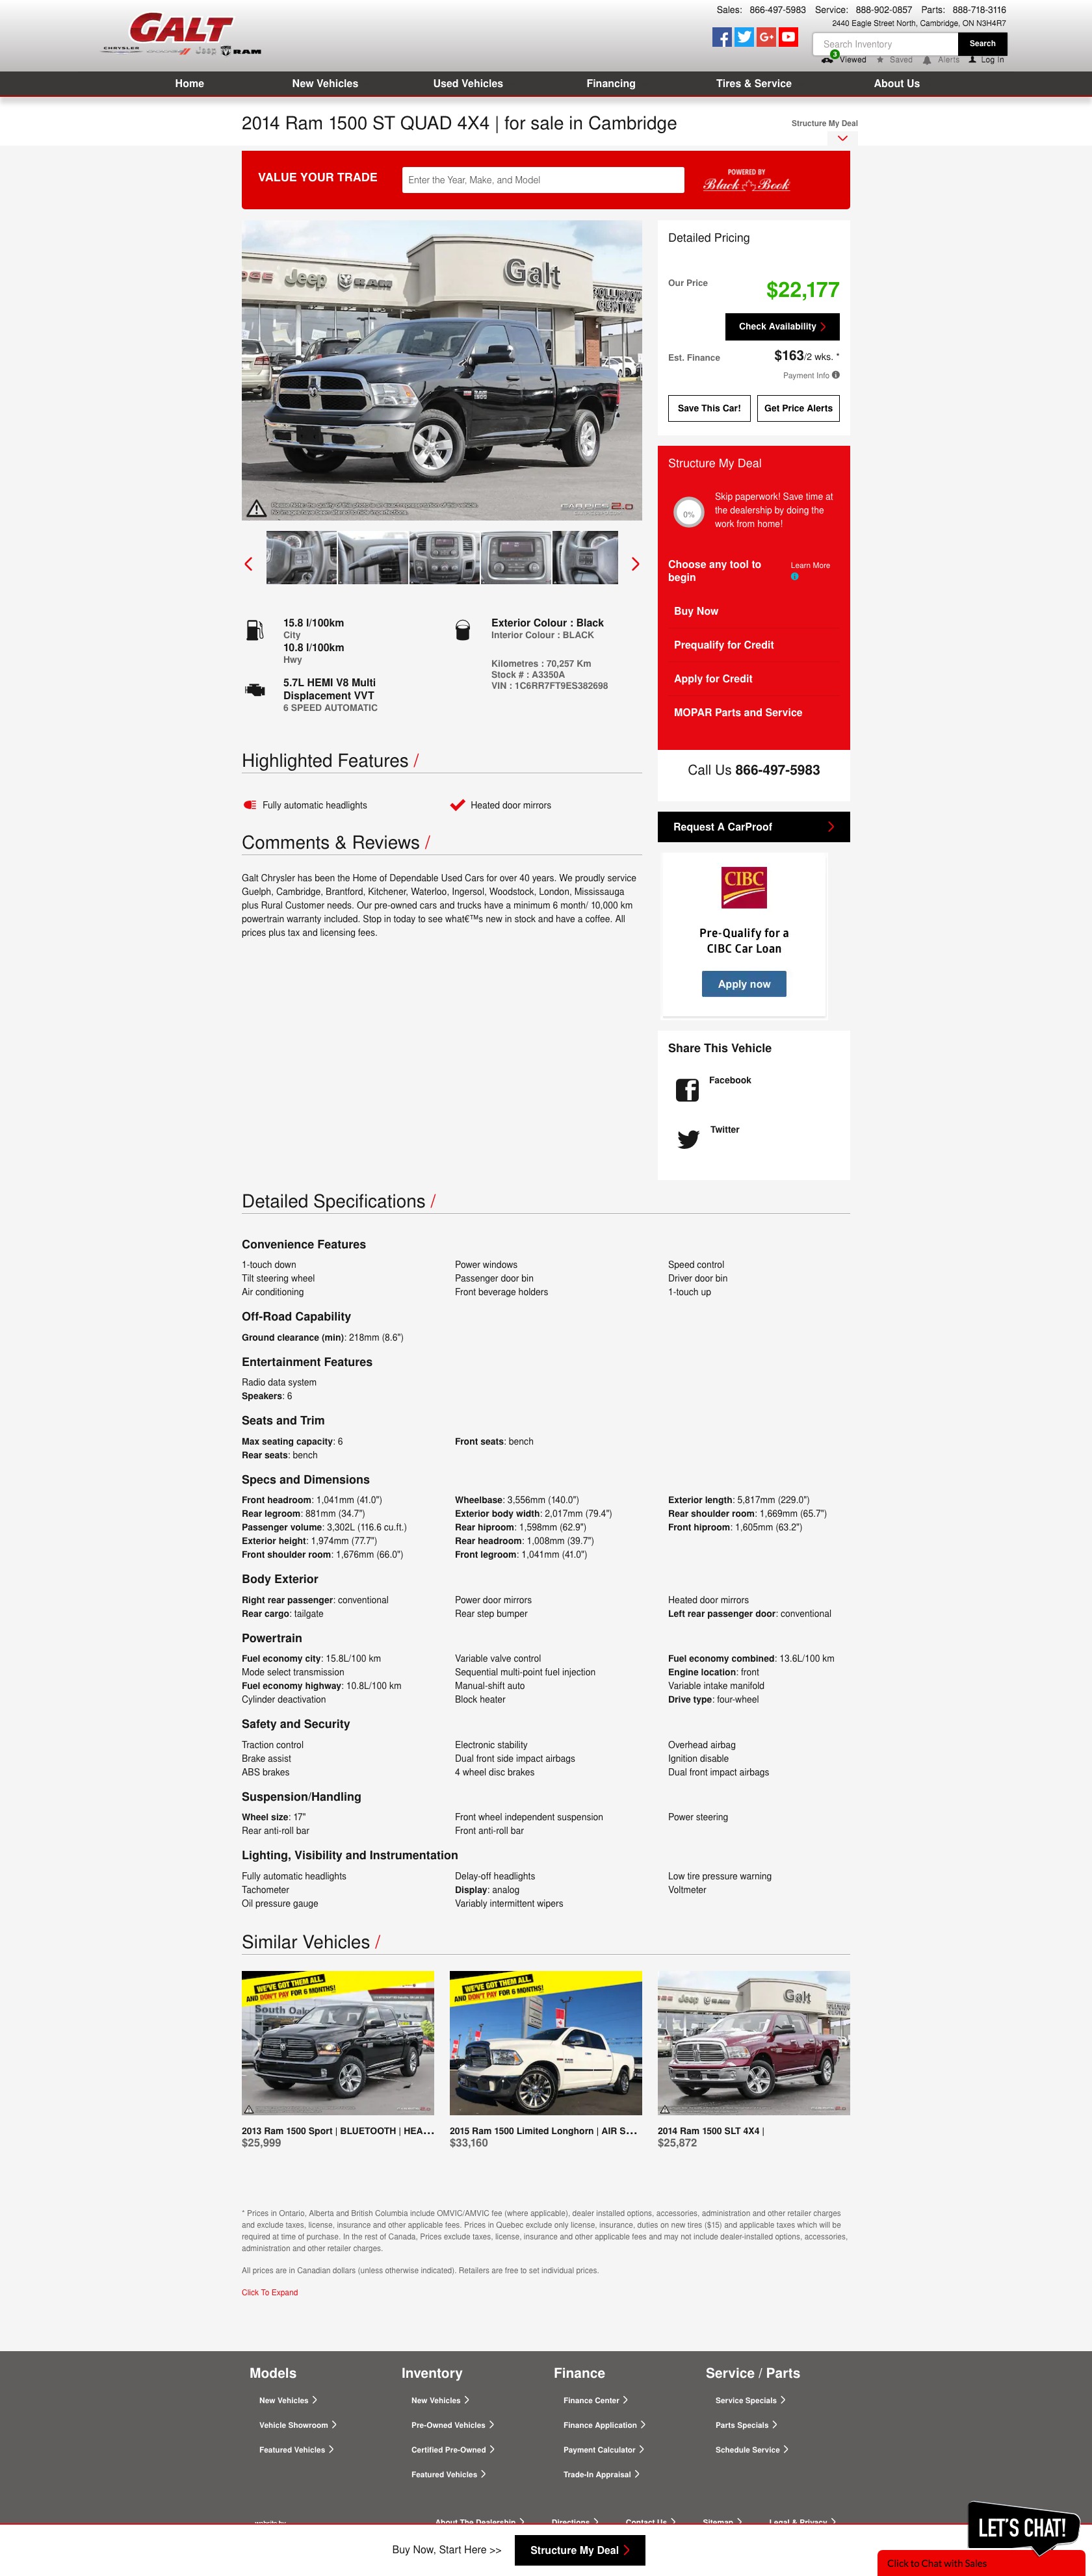 GALT
CHRYSLER Jeep RAM
Sales: 866-497-5983 Service: 888-902-0857 Parts: 888-718-3116
2440 Eagle Street North, Cambridge, ON N3H4R7
Search Inventory
Search
3
Viewed Saved Alerts Log In
Home New Vehicles Used Vehicles Financing Tires & Service About Us
2014 Ram 1500 ST QUAD 4X4 | for sale in Cambridge
Structure My Deal
VALUE YOUR TRADE
Enter the Year, Make, and Model
POWERED BY
Black Book
Jeep RAM
Galt
COLLISION
CENTRE
Detailed Pricing
Our Price
$22,177
Check Availability
Est. Finance
$163/2 wks. *
Payment Info
Save This Car!
Get Price Alerts
Structure My Deal
0%
Skip paperwork! Save time at
the dealership by doing the
work from home!
Choose any tool to
begin
Learn More
Buy Now
Prequalify for Credit
Apply for Credit
MOPAR Parts and Service
Call Us 866-497-5983
Request A CarProof
CIBC
Pre-Qualify for a
CIBC Car Loan
Apply now
Share This Vehicle
Facebook
Twitter
15.8 l/100km
City
10.8 l/100km
Hwy
5.7L HEMI V8 Multi
Displacement VVT
6 SPEED AUTOMATIC
Exterior Colour : Black
Interior Colour : BLACK
Kilometres : 70,257 Km
Stock # : A3350A
VIN : 1C6RR7FT9ES382698
Highlighted Features /
Fully automatic headlights
Heated door mirrors
Comments & Reviews /
Galt Chrysler has been the Home of Dependable Used Cars for over 40 years. We proudly service
Guelph, Cambridge, Brantford, Kitchener, Waterloo, Ingersol, Woodstock, London, Mississauga
plus Rural Customer needs. Our pre-owned cars and trucks have a minimum 6 month/ 10,000 km
powertrain warranty included. Stop in today to see what€™s new in stock and have a coffee. All
prices plus tax and licensing fees.
Detailed Specifications /
Convenience Features
1-touch down Power windows Speed control
Tilt steering wheel Passenger door bin Driver door bin
Air conditioning Front beverage holders 1-touch up
Off-Road Capability
Ground clearance (min): 218mm (8.6")
Entertainment Features
Radio data system
Speakers: 6
Seats and Trim
Max seating capacity: 6 Front seats: bench
Rear seats: bench
Specs and Dimensions
Front headroom: 1,041mm (41.0") Wheelbase: 3,556mm (140.0") Exterior length: 5,817mm (229.0")
Rear legroom: 881mm (34.7") Exterior body width: 2,017mm (79.4") Rear shoulder room: 1,669mm (65.7")
Passenger volume: 3,302L (116.6 cu.ft.) Rear hiproom: 1,598mm (62.9") Front hiproom: 1,605mm (63.2")
Exterior height: 1,974mm (77.7") Rear headroom: 1,008mm (39.7")
Front shoulder room: 1,676mm (66.0") Front legroom: 1,041mm (41.0")
Body Exterior
Right rear passenger: conventional Power door mirrors Heated door mirrors
Rear cargo: tailgate Rear step bumper Left rear passenger door: conventional
Powertrain
Fuel economy city: 15.8L/100 km Variable valve control Fuel economy combined: 13.6L/100 km
Mode select transmission Sequential multi-point fuel injection Engine location: front
Fuel economy highway: 10.8L/100 km Manual-shift auto Variable intake manifold
Cylinder deactivation Block heater Drive type: four-wheel
Safety and Security
Traction control Electronic stability Overhead airbag
Brake assist Dual front side impact airbags Ignition disable
ABS brakes 4 wheel disc brakes Dual front impact airbags
Suspension/Handling
Wheel size: 17" Front wheel independent suspension Power steering
Rear anti-roll bar Front anti-roll bar
Lighting, Visibility and Instrumentation
Fully automatic headlights Delay-off headlights Low tire pressure warning
Tachometer Display: analog Voltmeter
Oil pressure gauge Variably intermittent wipers
Similar Vehicles /
WE'VE GOT THEM ALL.
AND DON'T PAY FOR 6 MONTHS!
South Oak
WE'VE GOT THEM ALL.
AND DON'T PAY FOR 6 MONTHS!
Jeep RAM Galt
2013 Ram 1500 Sport | BLUETOOTH | HEA... 2015 Ram 1500 Limited Longhorn | AIR S... 2014 Ram 1500 SLT 4X4 |
$25,999 $33,160 $25,872
* Prices in Ontario, Alberta and British Columbia include OMVIC/AMVIC fee (where applicable), dealer installed options, accessories, administration and other retailer charges
and exclude taxes, license, insurance and other applicable fees. Prices in Quebec exclude only license, insurance, duties on new tires ($15) and applicable taxes which will be
required at time of purchase. In the rest of Canada, Prices exclude taxes, license, insurance and other applicable fees and may not include dealer-installed options, accessories,
administration and other retailer charges.
All prices are in Canadian dollars (unless otherwise indicated). Retailers are free to set individual prices.
Click To Expand
Models Inventory Finance Service / Parts
New Vehicles New Vehicles Finance Center Service Specials
Vehicle Showroom Pre-Owned Vehicles Finance Application Parts Specials
Featured Vehicles Certified Pre-Owned Payment Calculator Schedule Service
Featured Vehicles Trade-In Appraisal
website by About The Dealership Directions Contact Us Sitemap Legal & Privacy
Buy Now, Start Here >> Structure My Deal
LET'S CHAT!
Click to Chat with Sales